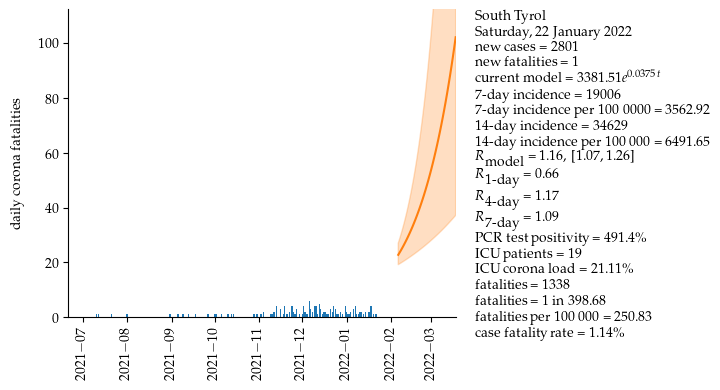 South Tyrol
Saturday, 22 January 2022
new cases = 2801
new fatalities = 1
current model = 3381.51e^0.0375 t
7-day incidence = 19006
7-day incidence per 100 0000 = 3562.92
14-day incidence = 34629
14-day incidence per 100 000 = 6491.65
R_model = 1.16, [1.07, 1.26]
R_1-day = 0.66
R_4-day = 1.17
R_7-day = 1.09
PCR test positivity = 491.4%
ICU patients = 19
ICU corona load = 21.11%
fatalities = 1338
fatalities = 1 in 398.68
fatalities per 100 000 = 250.83
case fatality rate = 1.14%
daily corona fatalities
100
80
60
40
20
0
2021-07
2021-08
2021-09
2021-10
2021-11
2021-12
2022-01
2022-02
2022-03